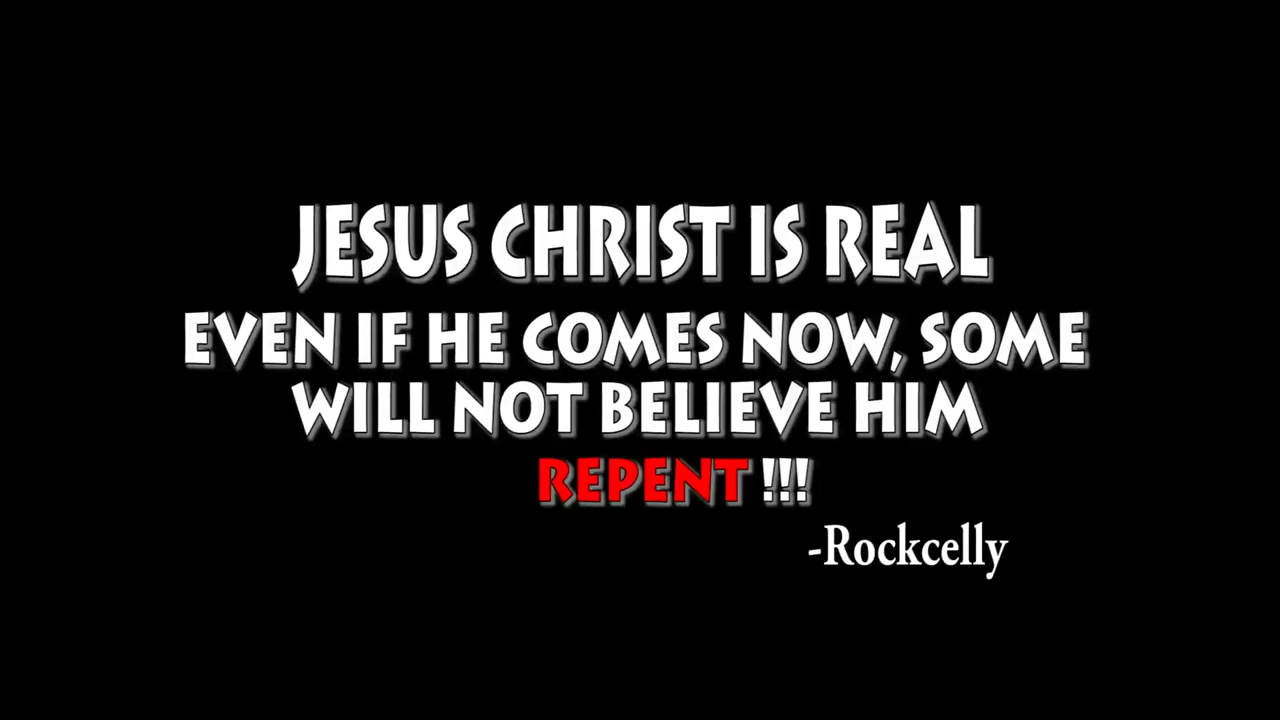 JESUS CHRIST IS REAL
EVEN IF HE COMES NOW, SOME
WILL NOT BELIEVE HIM
REPENT !!!
-Rockcelly